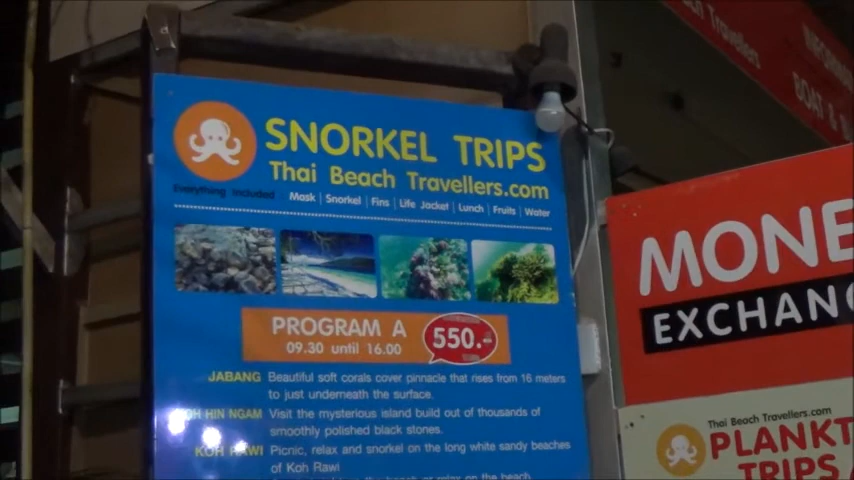 SNORKEL TRIPS
Thai Beach Travellers.com
Everything Included
Mask | Snorkel | Fins | Life Jacket | Lunch | Fruits | Water
PROGRAM A
09.30 until 16.00
550.-
JABANG Beautiful soft corals cover pinnacle that rises from 16 meters
to just underneath the surface.
OH HIN NGAM Visit the mysterious island build out of thousands of
smoothly polished black stones.
KOH RAWI Picnic, relax and snorkel on the long white sandy beaches
of Koh Rawi
Travellers
BOAT &
MONE
EXCHANG
Thai Beach Travellers.com
PLANKT
TRIPS